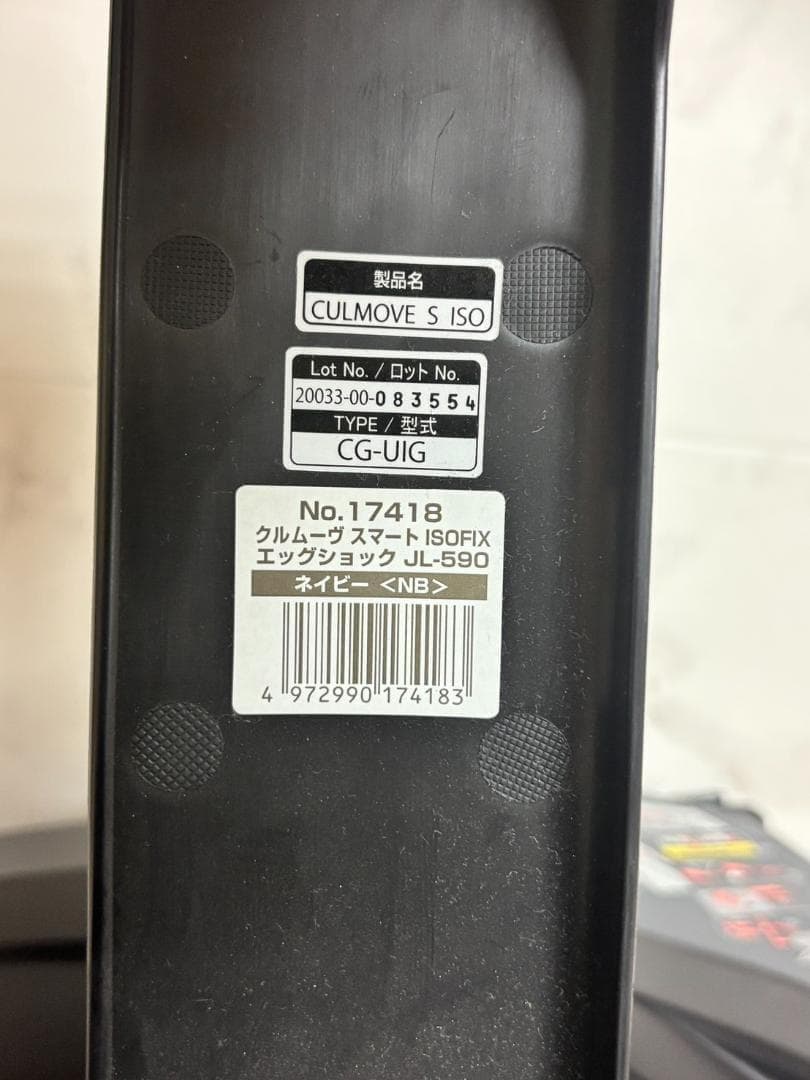 製品名
CULMOVE S ISO
Lot No. / ロット No.
20033-00-083554
TYPE / 型式
CG-UIG
No.17418
クルムーヴ スマート ISOFIX
エッグショック JL-590
ネイビー <NB>
4 972990 174183